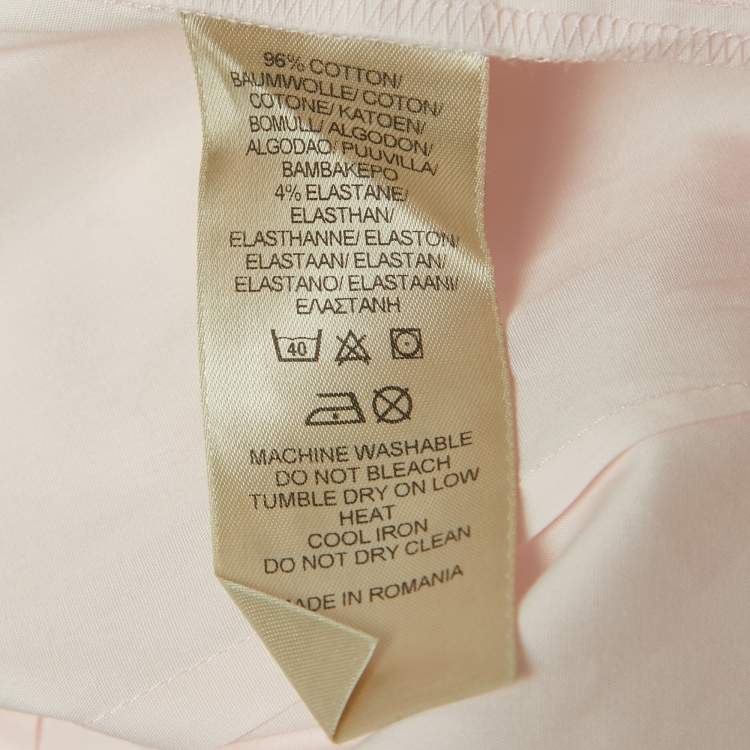 96% COTTON/
BAUMWOLLE/ COTON/
COTONE/ KATOEN/
BOMULL/ ALGODON/
ALGODAO/ PUUVILLA/
ΒΑΜΒΑΚΕΡΟ
4% ELASTANE/
ELASTHAN/
ELASTHANNE/ ELASTON/
ELASTAAN/ ELASTAN/
ELASTANO/ ELASTAANI/
ΕΛΑΣΤΑΝΗ
40
MACHINE WASHABLE
DO NOT BLEACH
TUMBLE DRY ON LOW
HEAT
COOL IRON
DO NOT DRY CLEAN
ADE IN ROMANIA